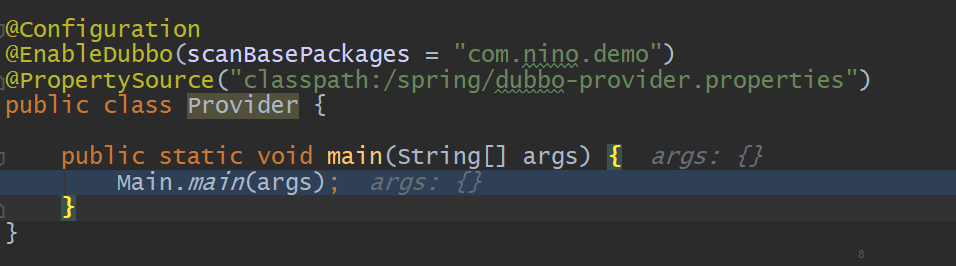 @Configuration
@EnableDubbo(scanBasePackages = "com.nino.demo")
@PropertySource("classpath:/spring/dubbo-provider.properties")
public class Provider {
public static void main(String[] args) {  args: {}
Main.main(args);  args: {}
}
}
8